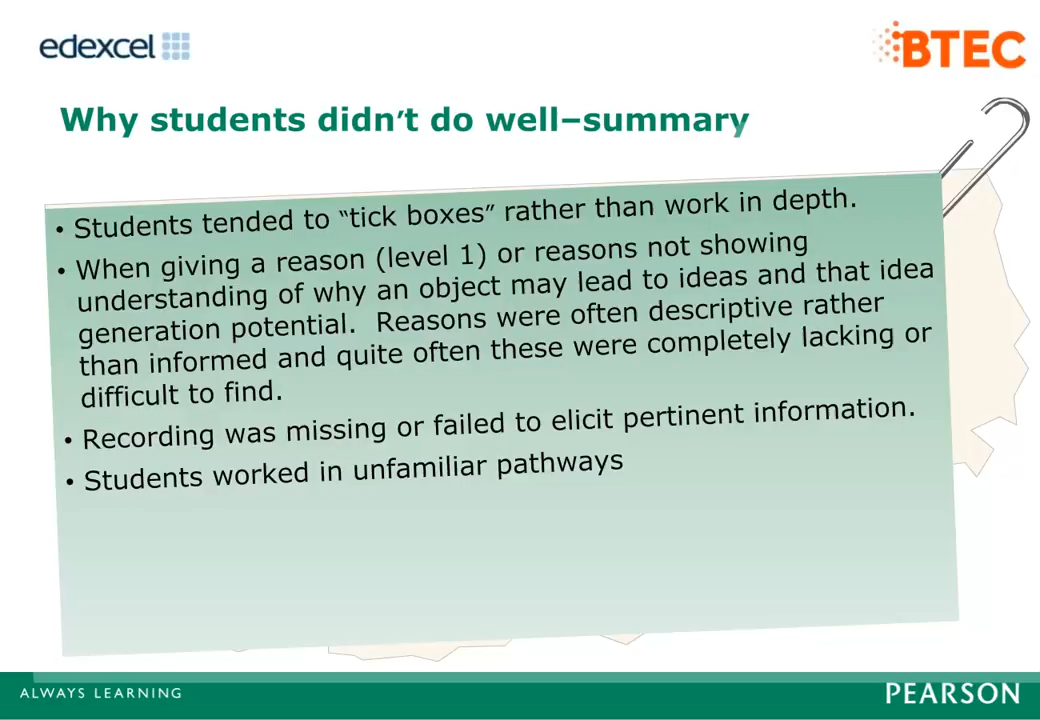 edexcel
BTEC
Why students didn’t do well–summary
• Students tended to “tick boxes” rather than work in depth.
• When giving a reason (level 1) or reasons not showing
understanding of why an object may lead to ideas and that idea
generation potential.  Reasons were often descriptive rather
than informed and quite often these were completely lacking or
difficult to find.
• Recording was missing or failed to elicit pertinent information.
• Students worked in unfamiliar pathways
ALWAYS LEARNING
PEARSON